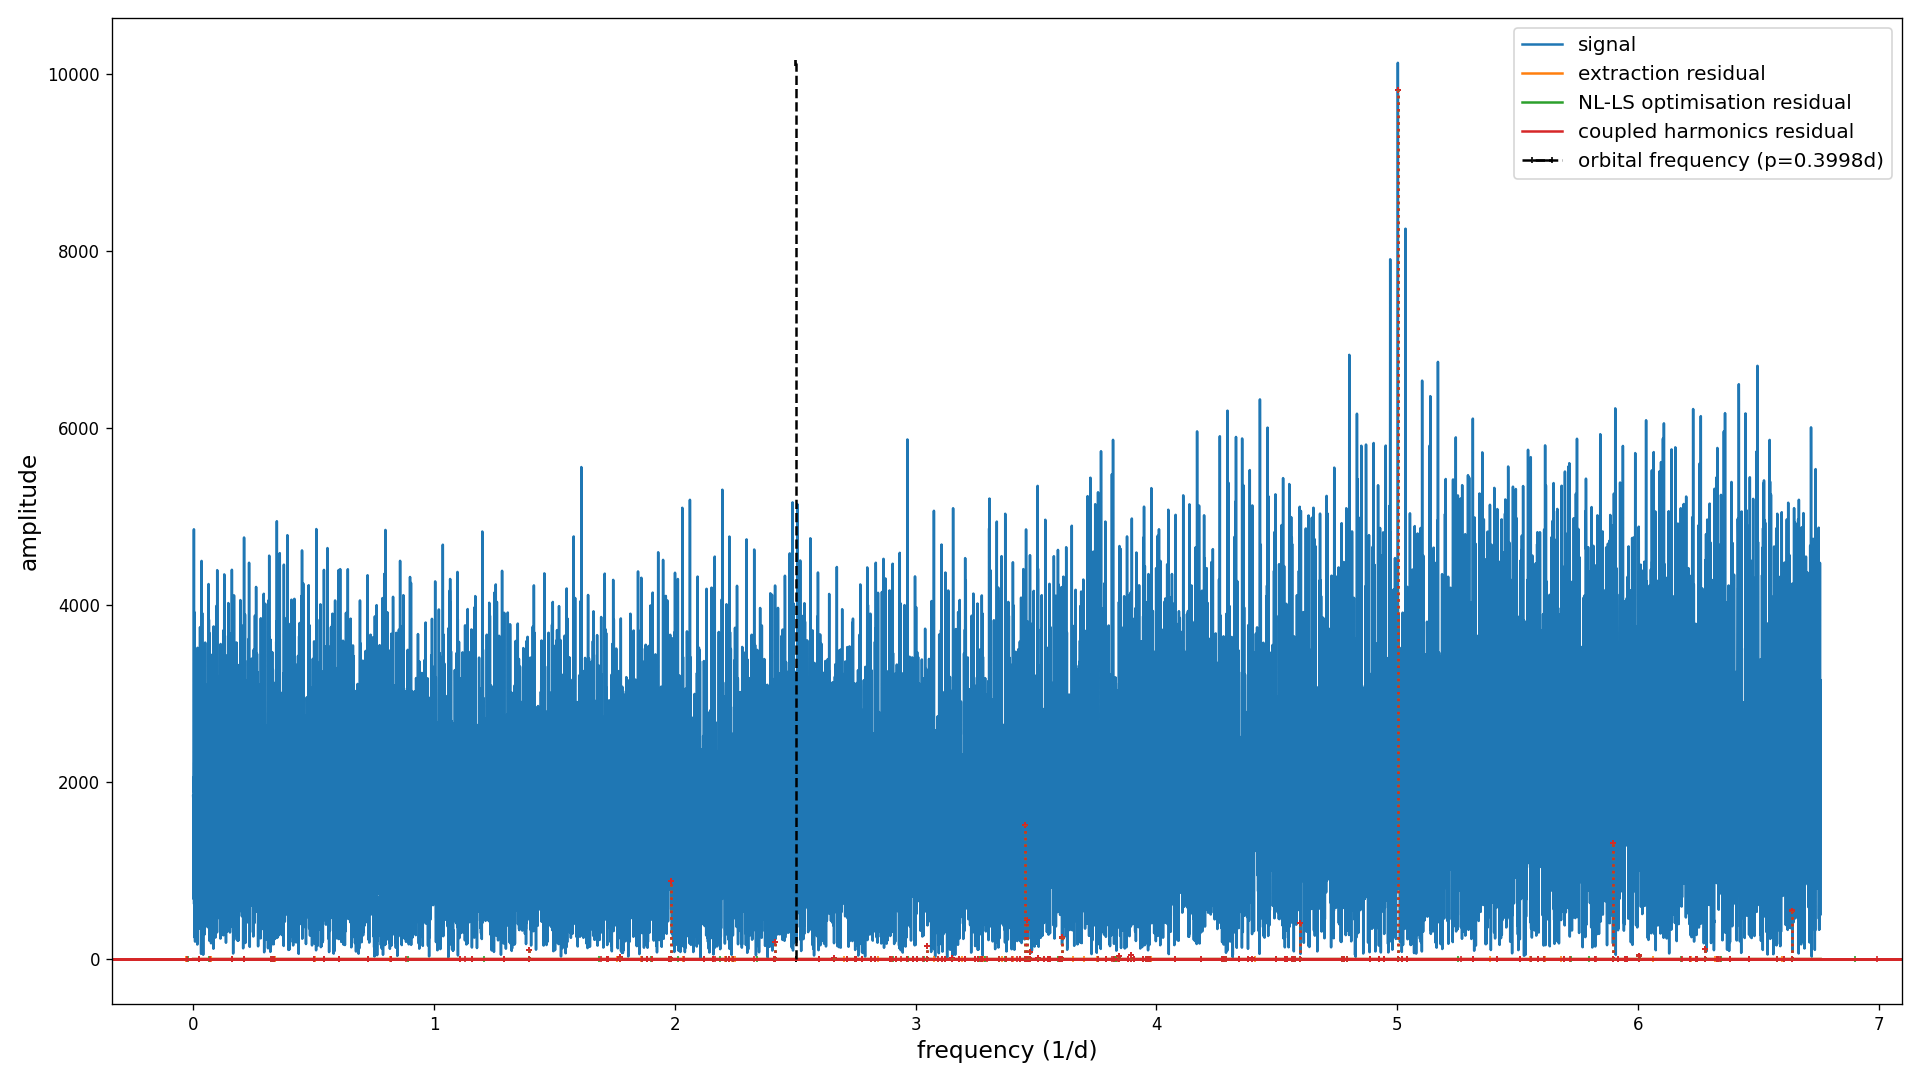 signal
extraction residual
NL-LS optimisation residual
coupled harmonics residual
orbital frequency (p=0.3998d)
amplitude
10000
8000
6000
4000
2000
0
0 1 2 3 4 5 6 7
frequency (1/d)